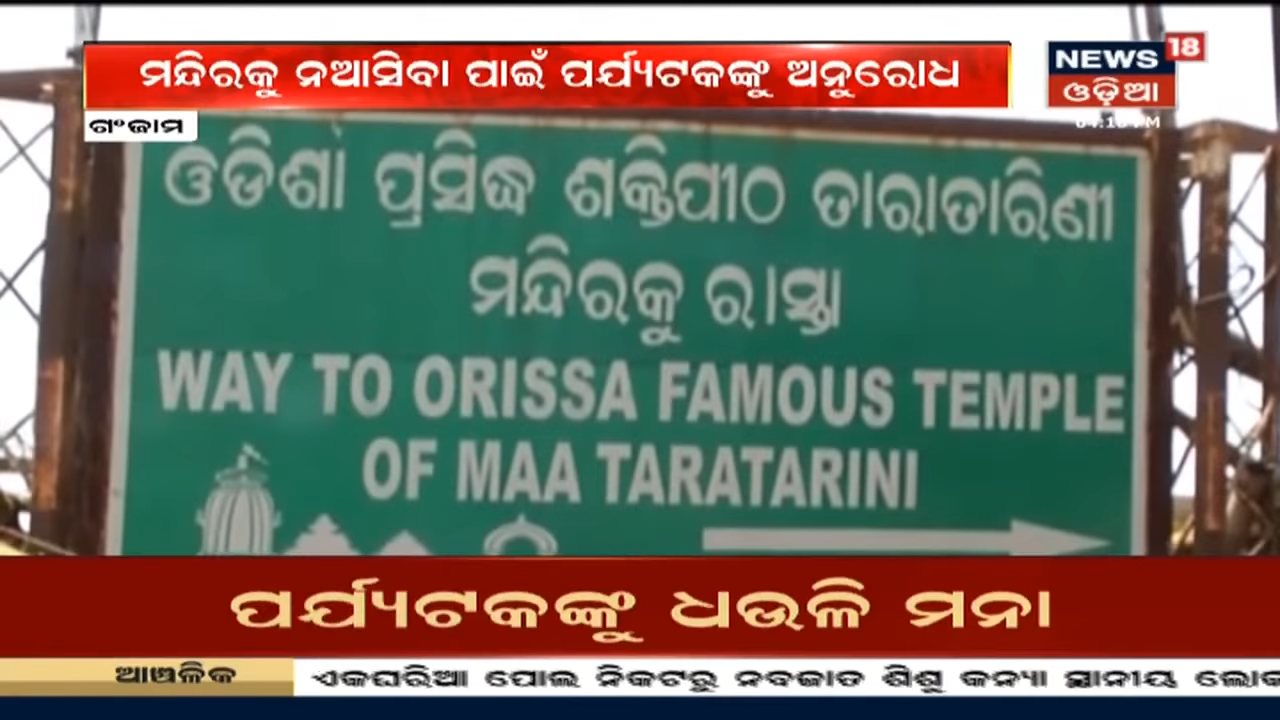 ମନ୍ଦିରକୁ ନଆସିବା ପାଇଁ ପର୍ଯ୍ୟଟକଙ୍କୁ ଅନୁରୋଧ
NEWS 18
ଓଡ଼ିଆ
ଗଂଜାମ
ଓଡିଶା ପ୍ରସିଦ୍ଧ ଶକ୍ତିପୀଠ ତାରାତାରିଣୀ
ମନ୍ଦିରକୁ ରାସ୍ତା
WAY TO ORISSA FAMOUS TEMPLE
OF MAA TARATARINI
ପର୍ଯ୍ୟଟକଙ୍କୁ ଧଉଳି ମନା
ଆଞ୍ଚଳିକ
ଏକଘରିଆ ପୋଲ ନିକଟରୁ ନବଜାତ ଶିଶୁ କନ୍ୟା ସ୍ଥାନୀୟ